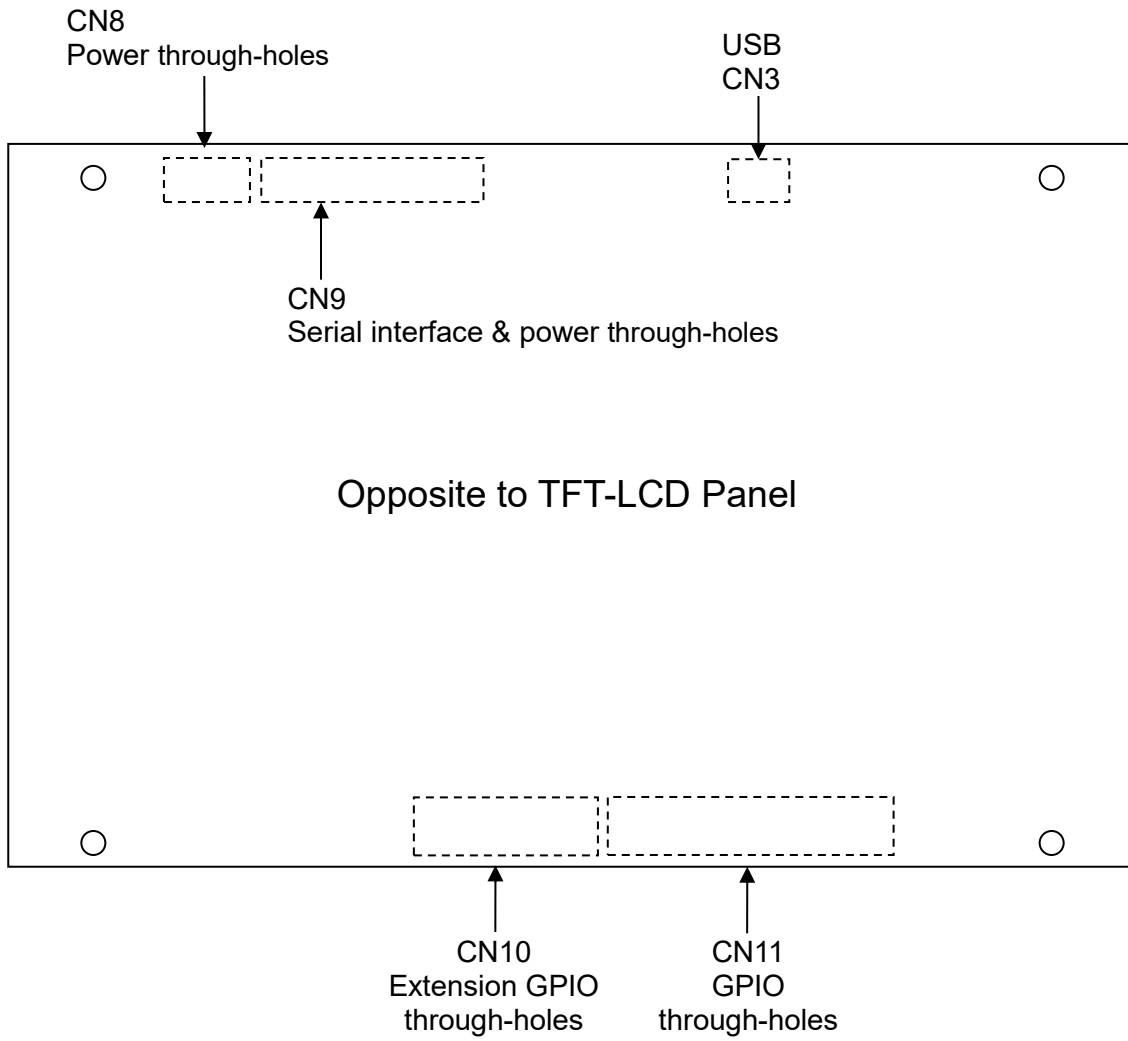 CN8
Power through-holes
USB
CN3
CN9
Serial interface & power through-holes
Opposite to TFT-LCD Panel
CN10
Extension GPIO
through-holes
CN11
GPIO
through-holes